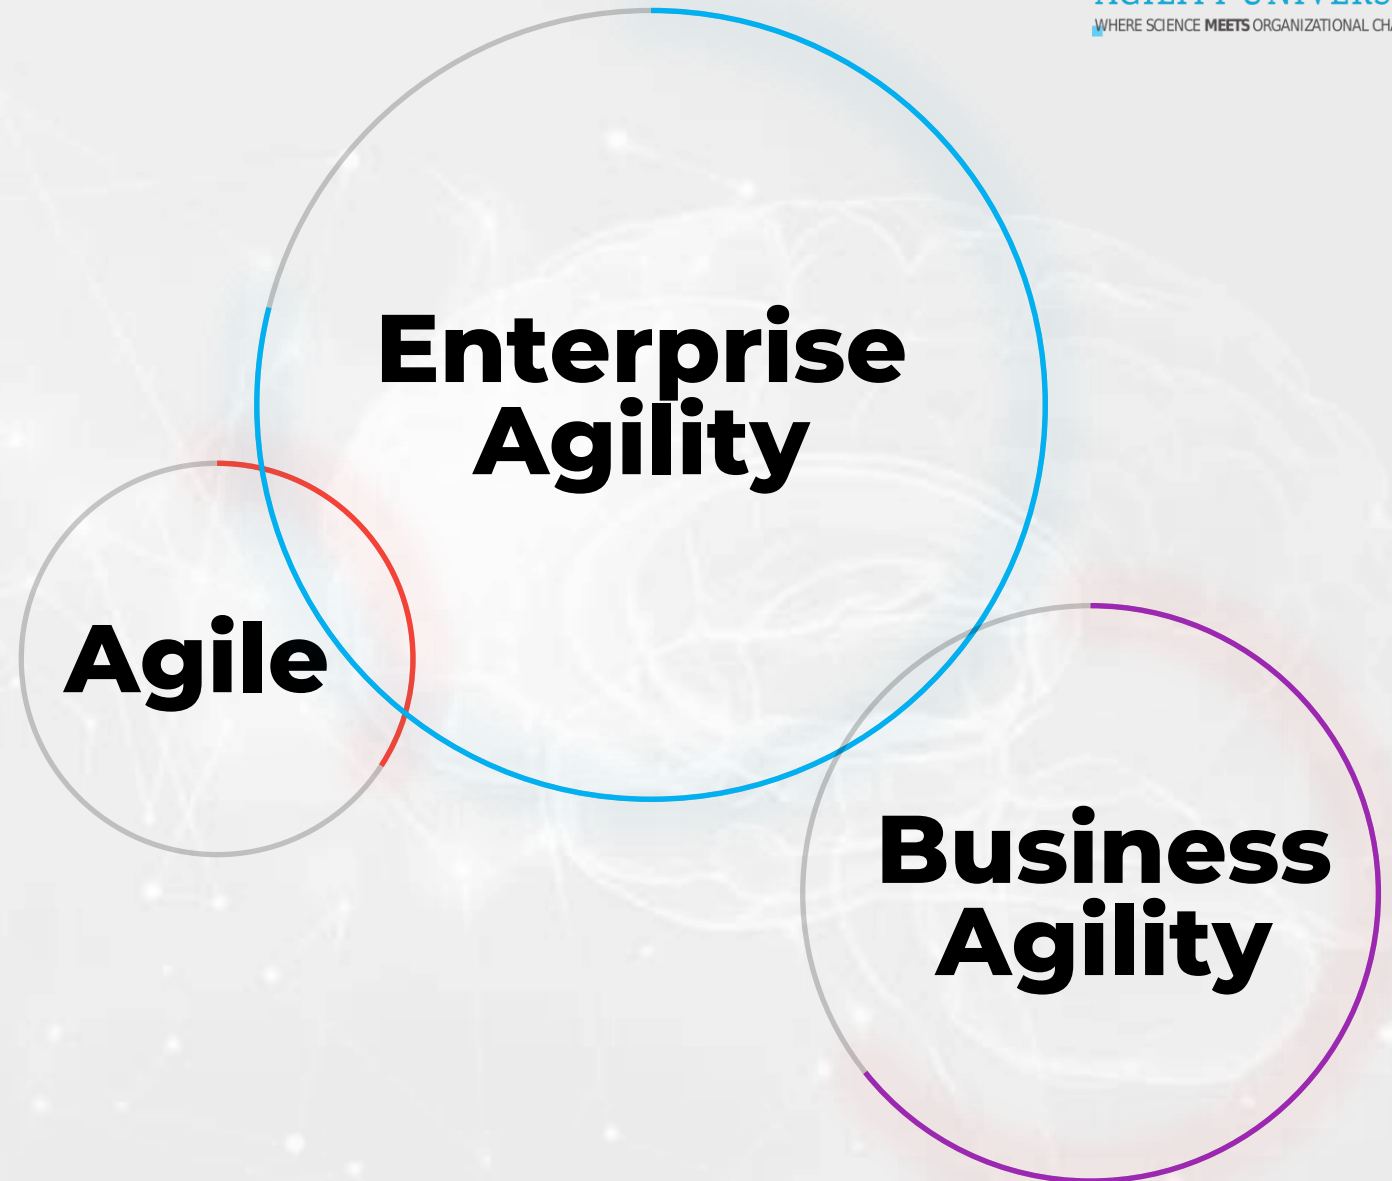 WHERE SCIENCE MEETS ORGANIZATIONAL
Enterprise
Agility
Agile
Business
Agility